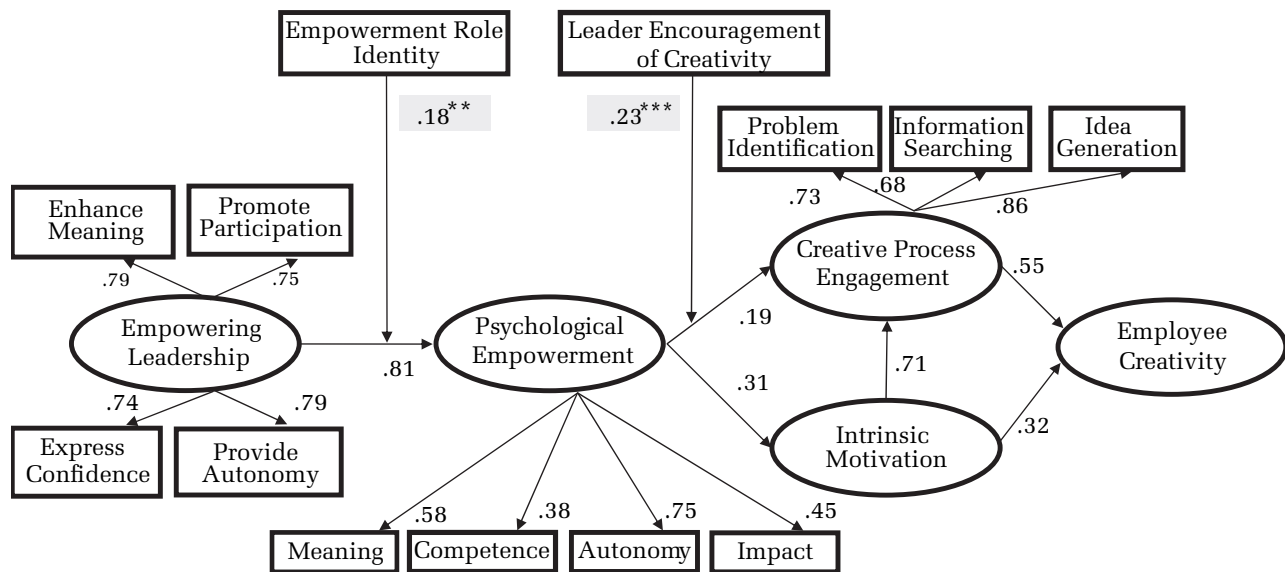 Empowerment Role
Identity
Leader Encouragement
of Creativity
.18**
.23***
Problem
Identification
Information
Searching
Idea
Generation
.73
.68
.86
Enhance
Meaning
Promote
Participation
.79
.75
Creative Process
Engagement
.55
Empowering
Leadership
.81
Psychological
Empowerment
.19
.31
.71
Employee
Creativity
.74
.79
Express
Confidence
Provide
Autonomy
Intrinsic
Motivation
.32
.58
.38
.75
.45
Meaning
Competence
Autonomy
Impact